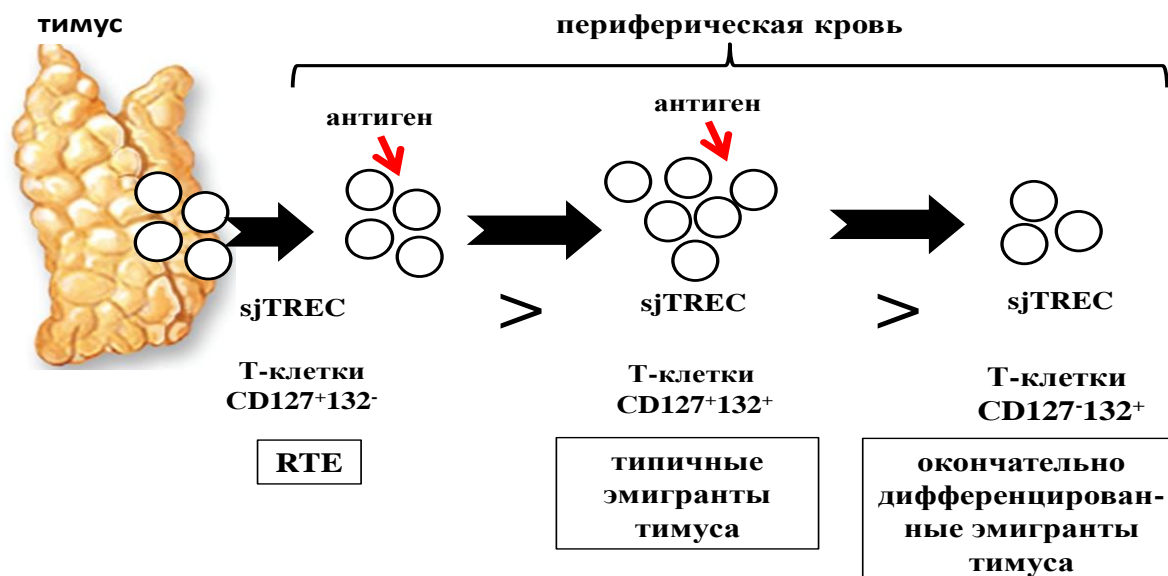 тимус
периферическая кровь
антиген
антиген
sjTREC
>
sjTREC
>
sjTREC
Т-клетки
CD127⁺132⁻
Т-клетки
CD127⁺132⁺
Т-клетки
CD127⁻132⁺
RTE
типичные
эмигранты
тимуса
окончательно
дифференцирован-
ные эмигранты
тимуса